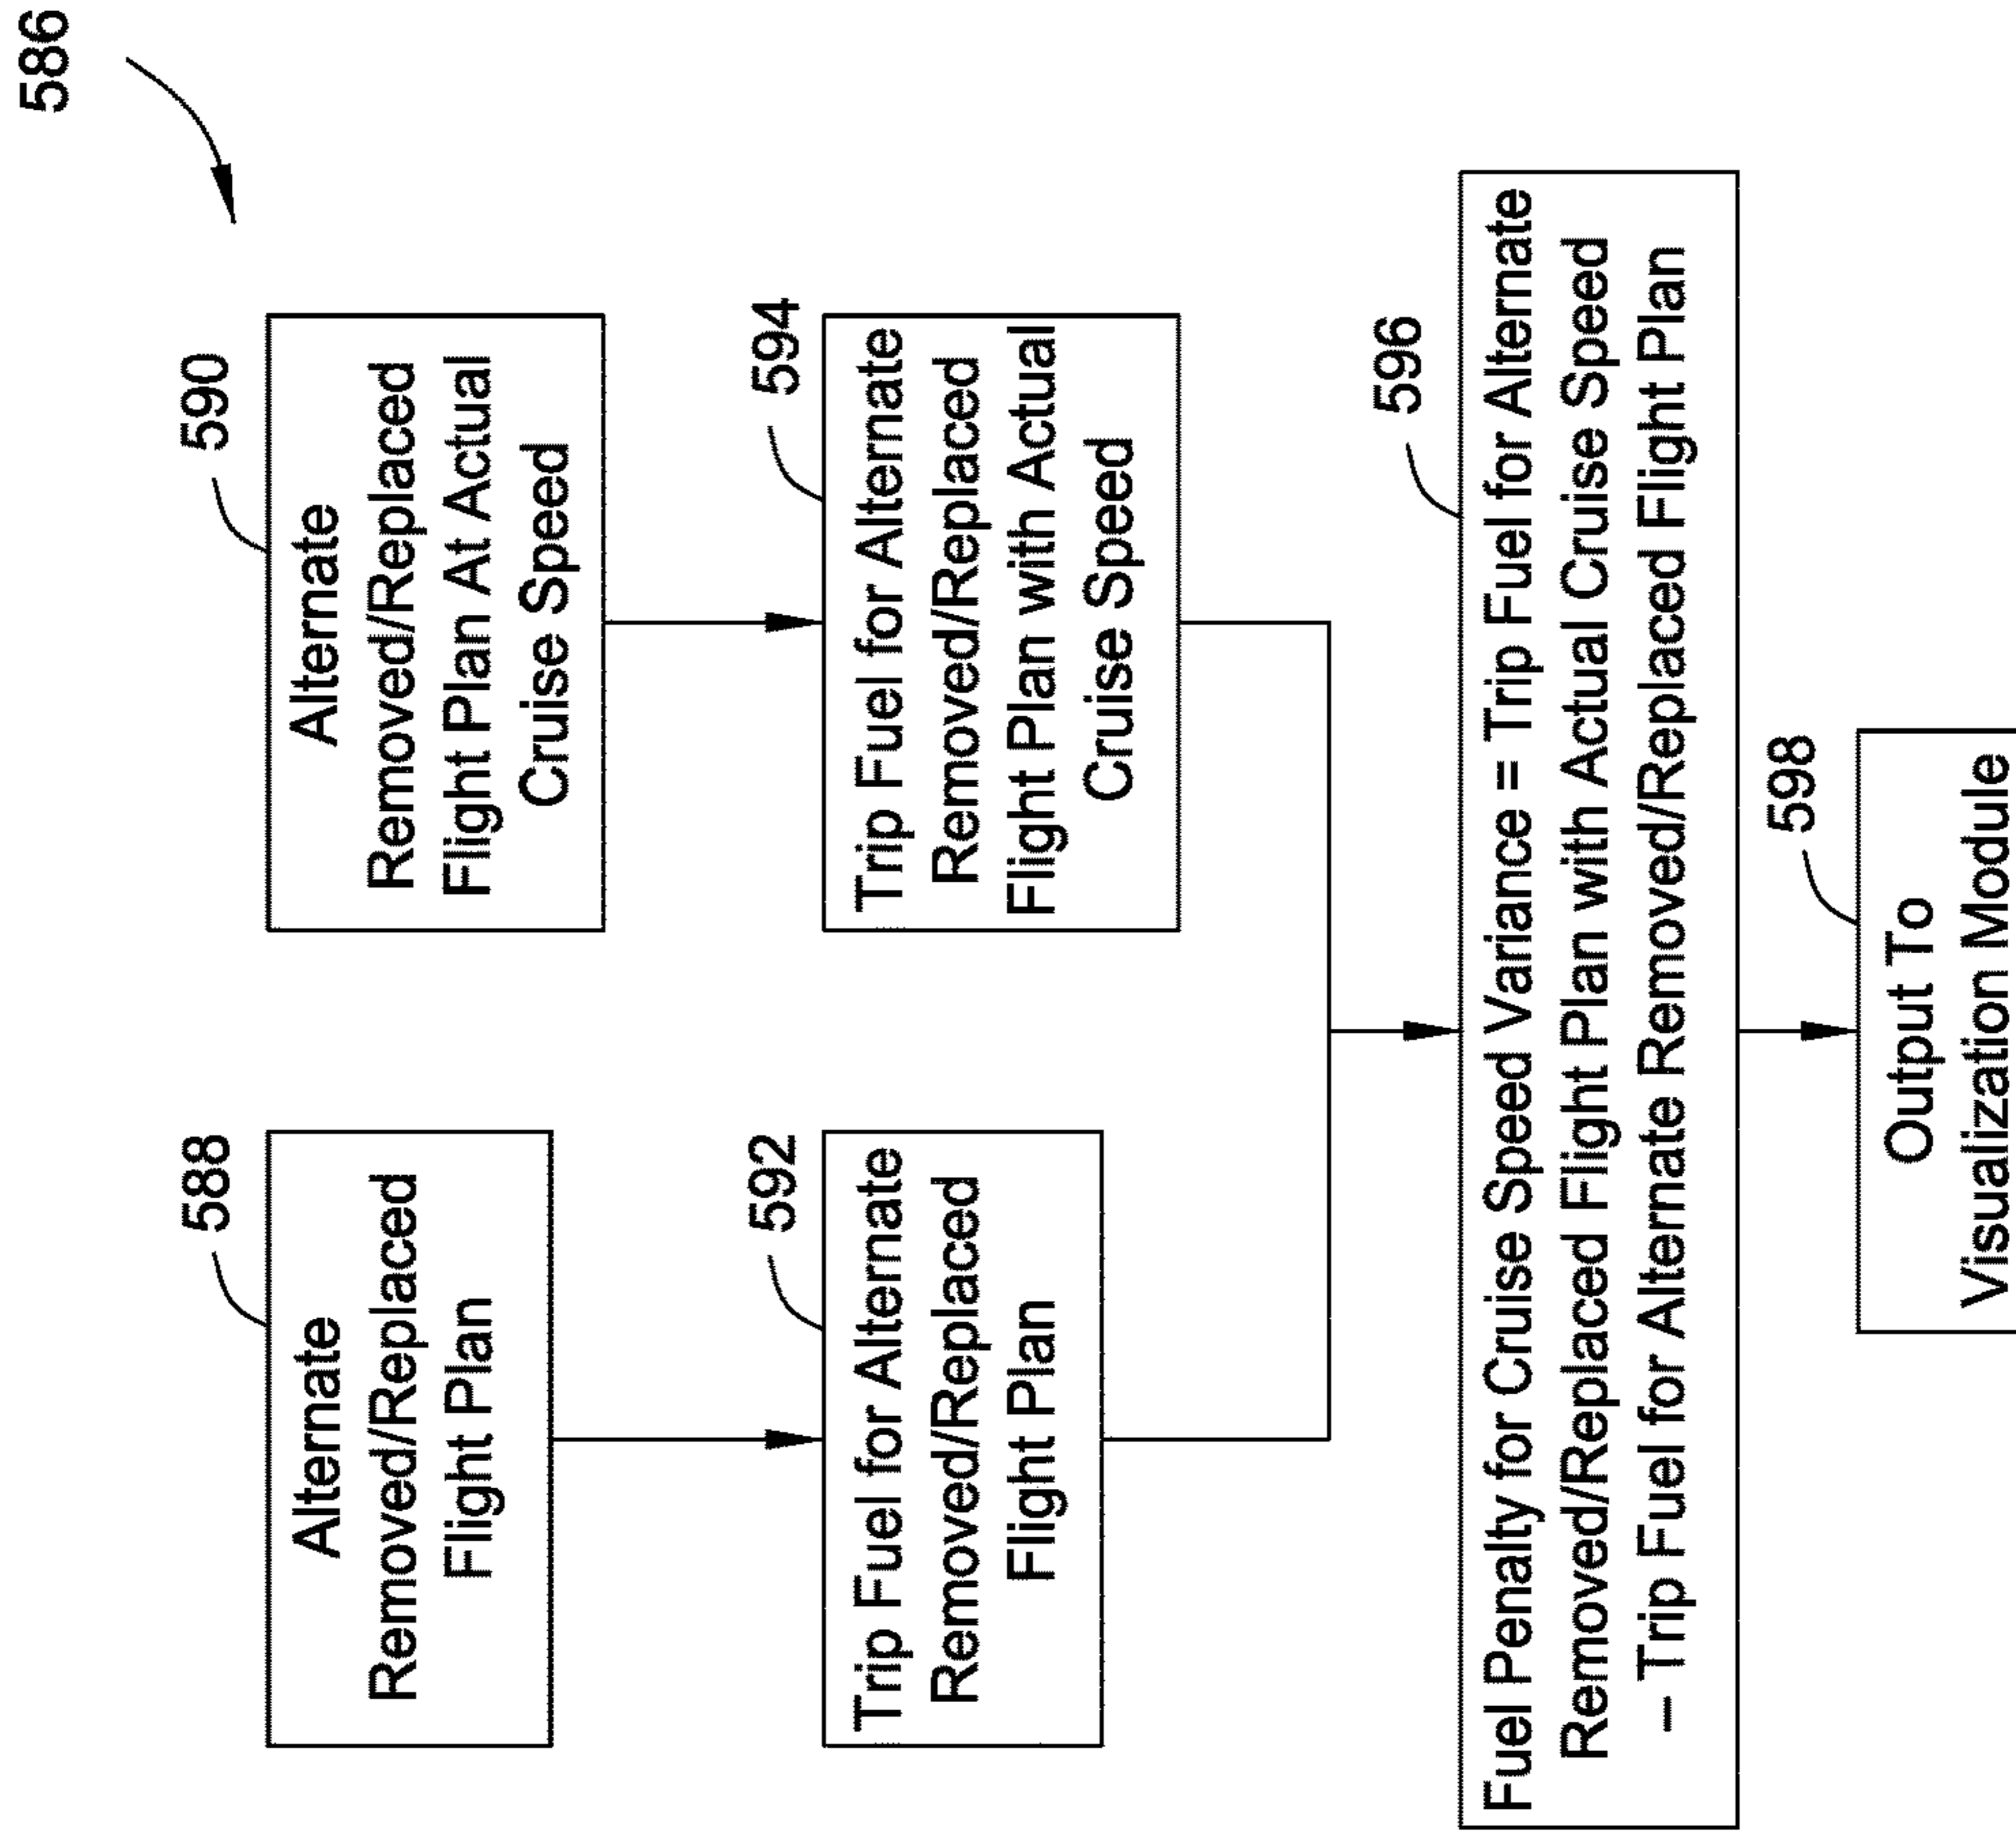 586
588
Alternate
Removed/Replaced
Flight Plan
590
Alternate
Removed/Replaced
Flight Plan At Actual
Cruise Speed
592
Trip Fuel for Alternate
Removed/Replaced
Flight Plan
594
Trip Fuel for Alternate
Removed/Replaced
Flight Plan with Actual
Cruise Speed
596
Fuel Penalty for Cruise Speed Variance = Trip Fuel for Alternate
Removed/Replaced Flight Plan with Actual Cruise Speed
– Trip Fuel for Alternate Removed/Replaced Flight Plan
598
Output To
Visualization Module